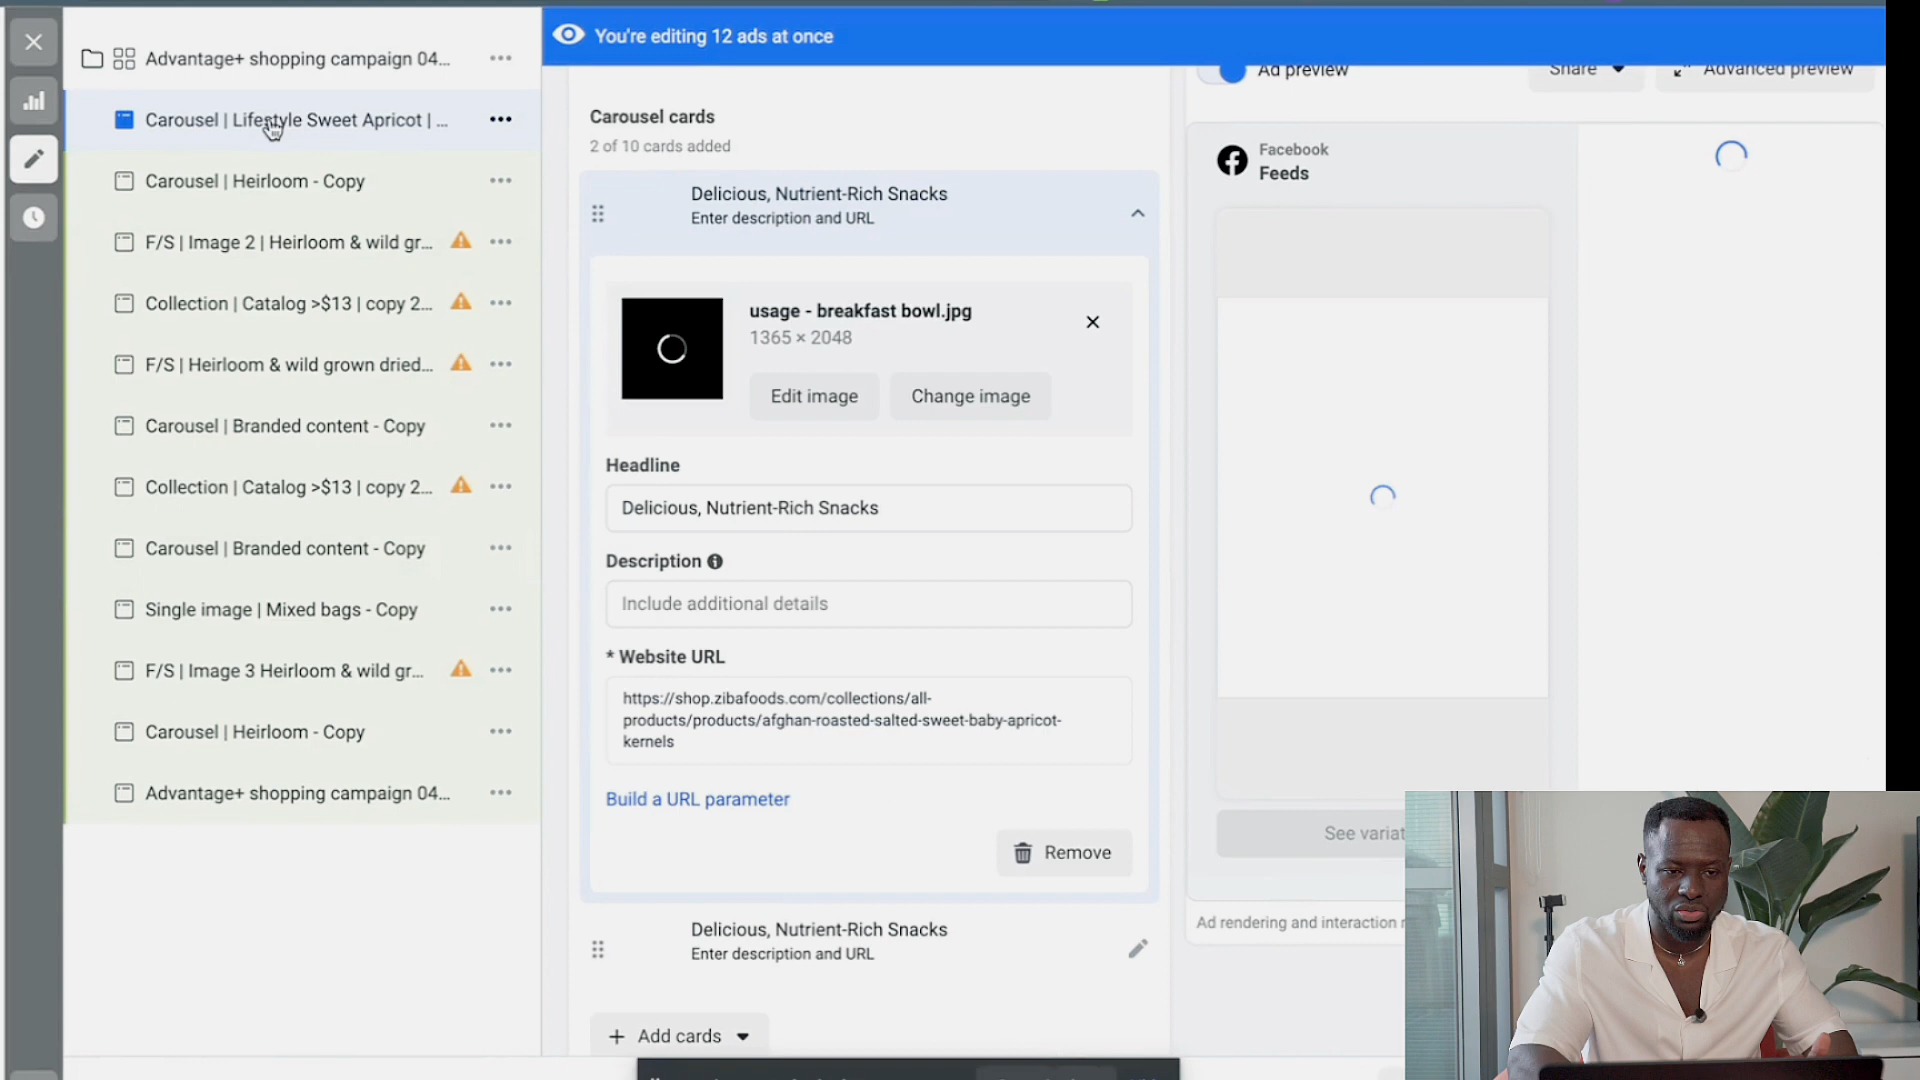 You're editing 12 ads at once
Advantage+ shopping campaign 04...
Carousel | Lifestyle Sweet Apricot | ...
Carousel | Heirloom - Copy
F/S | Image 2 | Heirloom & wild gr...
Collection | Catalog >$13 | copy 2...
F/S | Heirloom & wild grown dried...
Carousel | Branded content - Copy
Collection | Catalog >$13 | copy 2...
Carousel | Branded content - Copy
Single image | Mixed bags - Copy
F/S | Image 3 Heirloom & wild gr...
Carousel | Heirloom - Copy
Advantage+ shopping campaign 04...
Carousel cards
2 of 10 cards added
Delicious, Nutrient-Rich Snacks
Enter description and URL
usage - breakfast bowl.jpg
1365 × 2048
Edit image
Change image
Headline
Delicious, Nutrient-Rich Snacks
Description
Include additional details
* Website URL
https://shop.zibafoods.com/collections/all-
products/products/afghan-roasted-salted-sweet-baby-apricot-
kernels
Build a URL parameter
Remove
Delicious, Nutrient-Rich Snacks
Enter description and URL
+ Add cards
Ad preview
Share
Advanced preview
Facebook
Feeds
See variat
Ad rendering and interaction